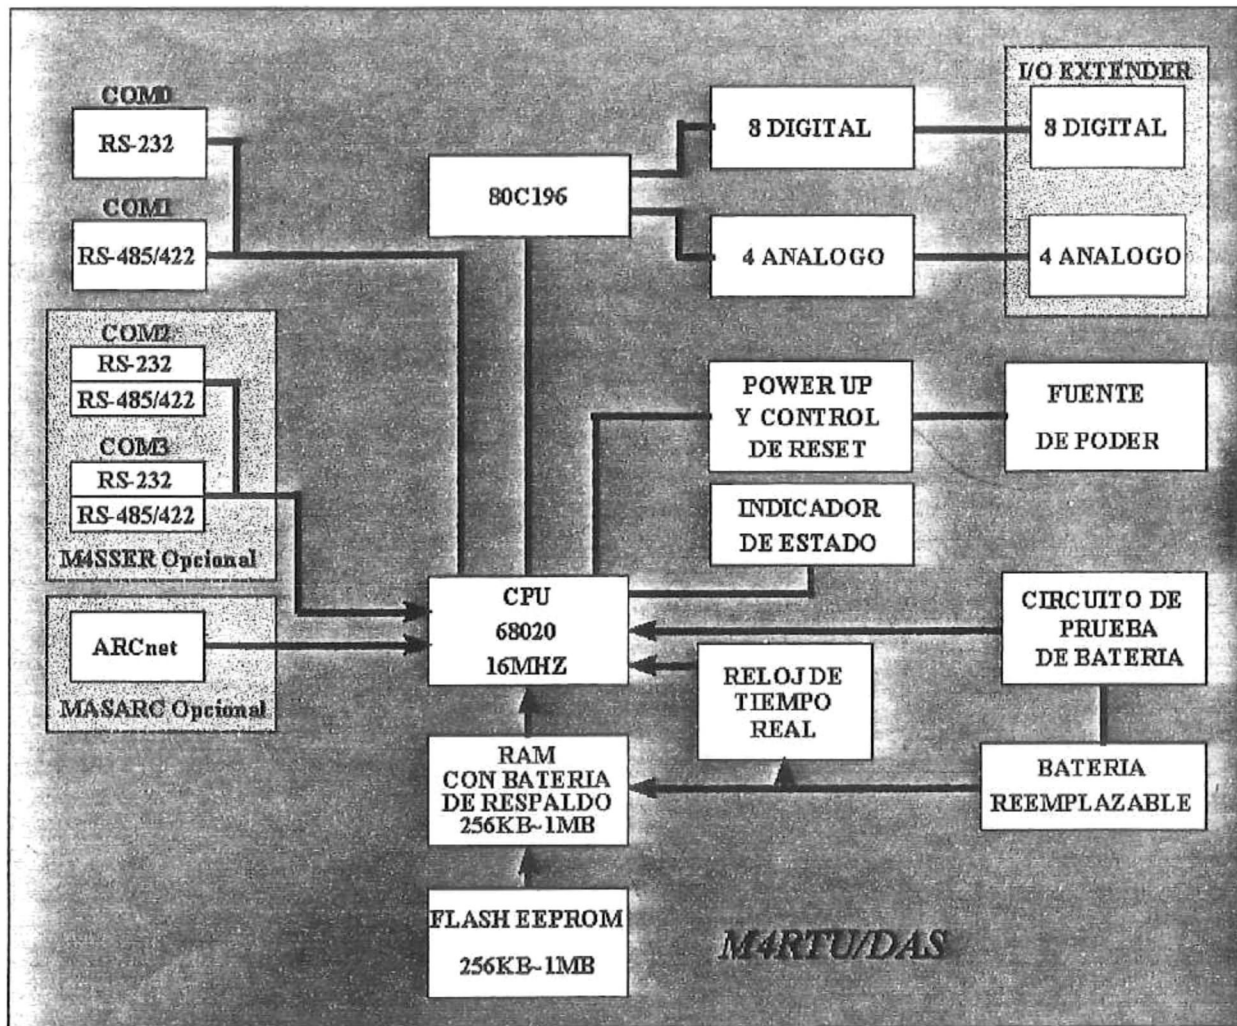 COM0
RS-232
COM1
RS-485/422
COM2
RS-232
RS-485/422
COM3
RS-232
RS-485/422
M4SSER Opcional
ARCnet
MASARC Opcional
80C196
8 DIGITAL
4 ANALOGO
I/O EXTENDER
8 DIGITAL
4 ANALOGO
POWER UP
Y CONTROL
DE RESET
FUENTE
DE PODER
INDICADOR
DE ESTADO
CPU
68020
16MHZ
CIRCUITO DE
PRUEBA
DE BATERIA
RELOJ DE
TIEMPO
REAL
RAM
CON BATERIA
DE RESPALDO
256KB~1MB
BATERIA
REEMPLAZABLE
FLASH EEPROM
256KB~1MB
M4RTU/DAS